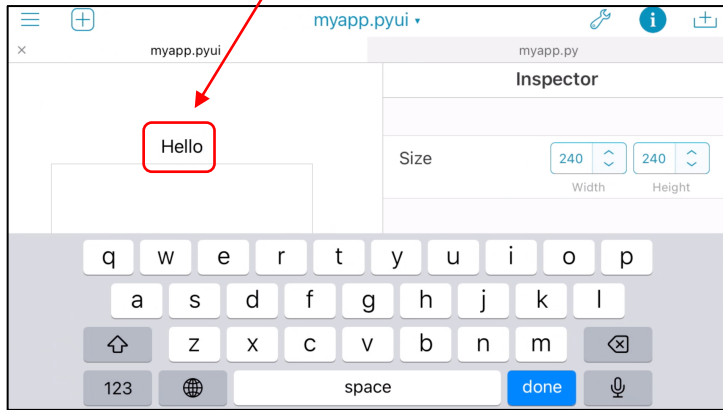 myapp.pyui ▾
× myapp.pyui myapp.py
Inspector
Hello
Size 240 240
Width Height
q w e r t y u i o p
a s d f g h j k l
z x c v b n m
123 space done